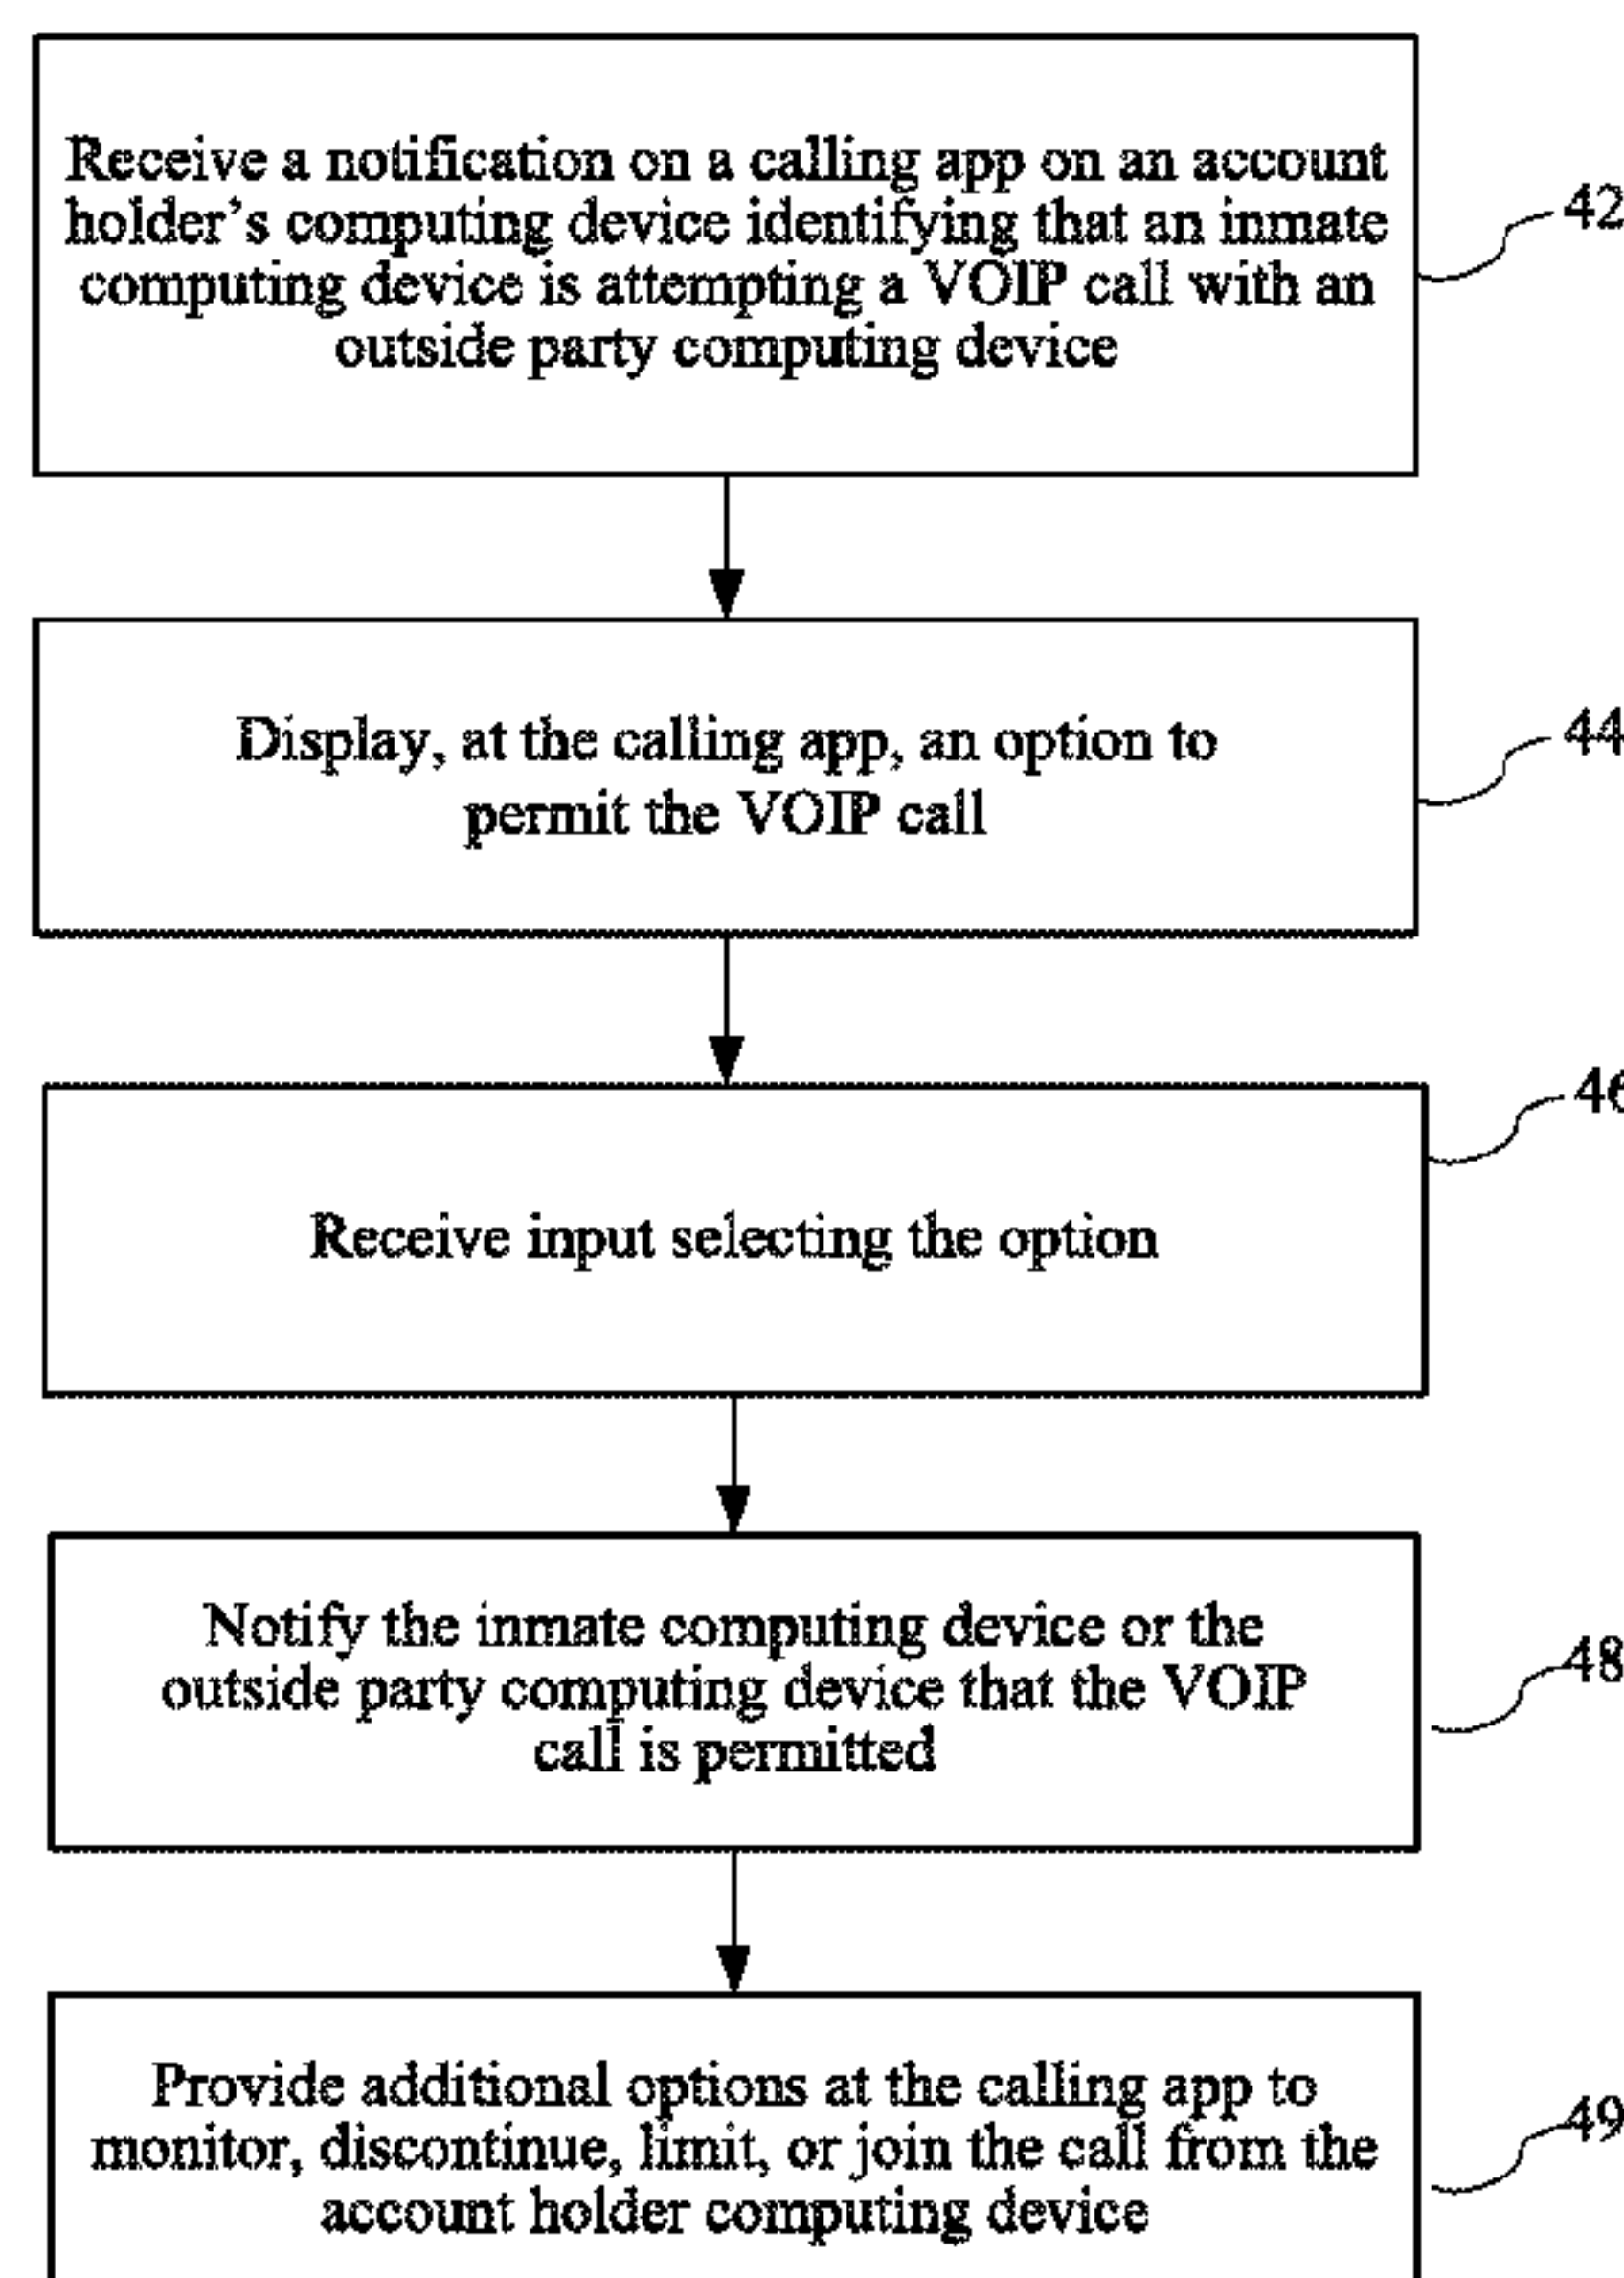 Receive a notification on a calling app on an account
holder's computing device identifying that an inmate
computing device is attempting a VOIP call with an
outside party computing device
42
Display, at the calling app, an option to
permit the VOIP call
44
46
Receive input selecting the option
Notify the inmate computing device or the
outside party computing device that the VOIP
call is permitted
48
Provide additional options at the calling app to
monitor, discontinue, limit, or join the call from the
account holder computing device
49